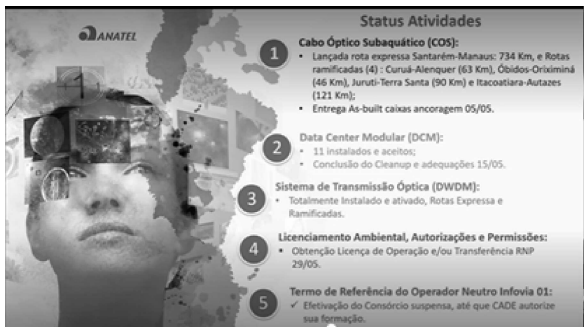 ANATEL
Status Atividades
1
Cabo Óptico Subaquático (COS):
• Lançada rota expressa Santarém-Manaus: 734 Km, e Rotas
ramificadas (4) : Curuá-Alenquer (63 Km), Óbidos-Oriximiná
(46 Km), Juruti-Terra Santa (90 Km) e Itacoatiara-Autazes
(121 Km);
• Entrega As-built caixas ancoragem 05/05.
2
Data Center Modular (DCM):
• 11 instalados e aceitos;
• Conclusão do Cleanup e adequações 15/05.
3
Sistema de Transmissão Óptica (DWDM):
• Totalmente Instalado e ativado, Rotas Expressa e
Ramificadas.
4
Licenciamento Ambiental, Autorizações e Permissões:
• Obtenção Licença de Operação e/ou Transferência RNP
29/05.
5
Termo de Referência do Operador Neutro Infovia 01:
✓ Efetivação do Consórcio suspensa, até que CADE autorize
sua formação.